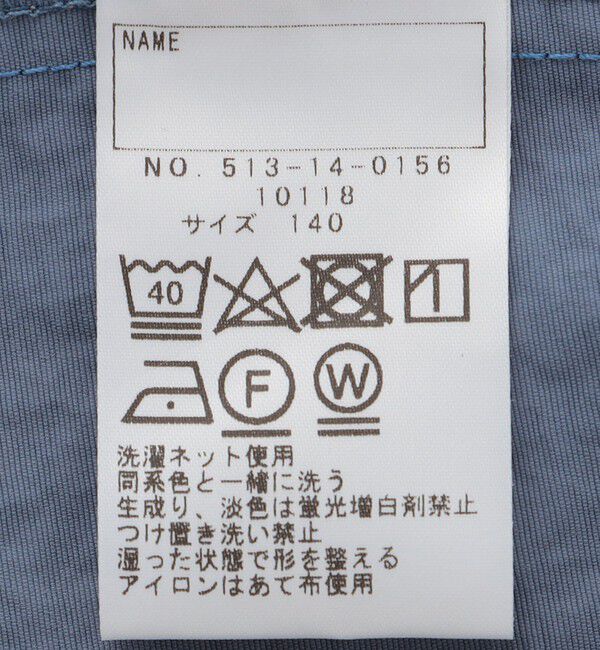 NAME
NO. 513-14-0156
10118
サイズ 140
40
F W
洗濯ネット使用
同系色と一緒に洗う
生成り、淡色は蛍光増白剤禁止
つけ置き洗い禁止
湿った状態で形を整える
アイロンはあて布使用